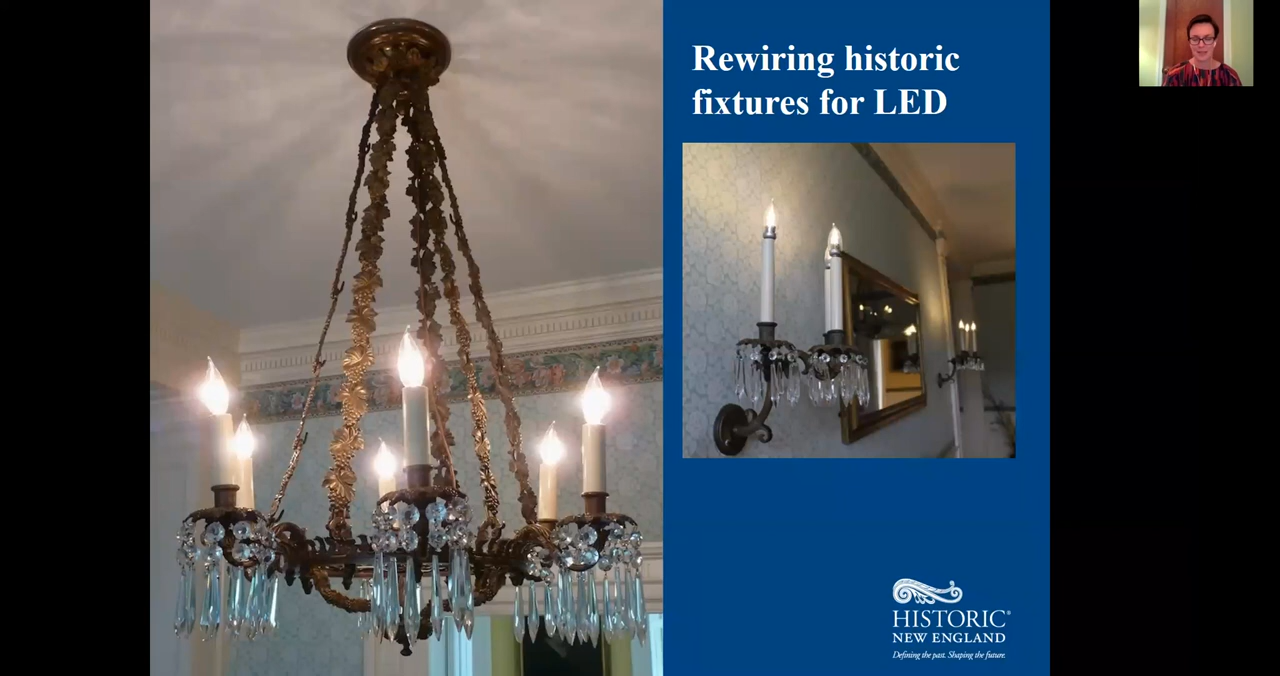 Rewiring historic
fixtures for LED
HISTORIC®
NEW ENGLAND
Defining the past. Shaping the future.